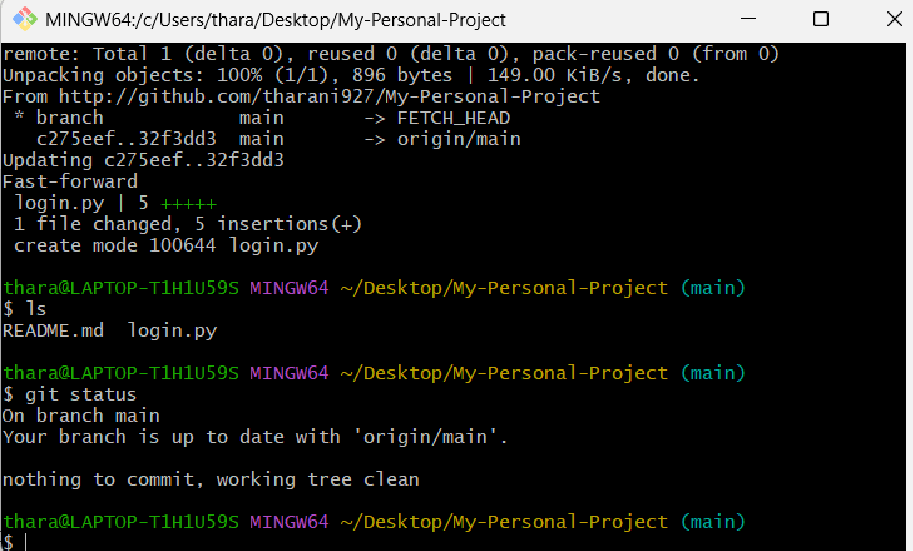 MINGW64:/c/Users/thara/Desktop/My-Personal-Project
remote: Total 1 (delta 0), reused 0 (delta 0), pack-reused 0 (from 0)
Unpacking objects: 100% (1/1), 896 bytes | 149.00 KiB/s, done.
From http://github.com/tharani927/My-Personal-Project
 * branch            main       -> FETCH_HEAD
   c275eef..32f3dd3  main       -> origin/main
Updating c275eef..32f3dd3
Fast-forward
 login.py | 5 +++++
 1 file changed, 5 insertions(+)
 create mode 100644 login.py
thara@LAPTOP-T1H1U59S MINGW64 ~/Desktop/My-Personal-Project (main)
$ ls
README.md  login.py
thara@LAPTOP-T1H1U59S MINGW64 ~/Desktop/My-Personal-Project (main)
$ git status
On branch main
Your branch is up to date with 'origin/main'.
nothing to commit, working tree clean
thara@LAPTOP-T1H1U59S MINGW64 ~/Desktop/My-Personal-Project (main)
$